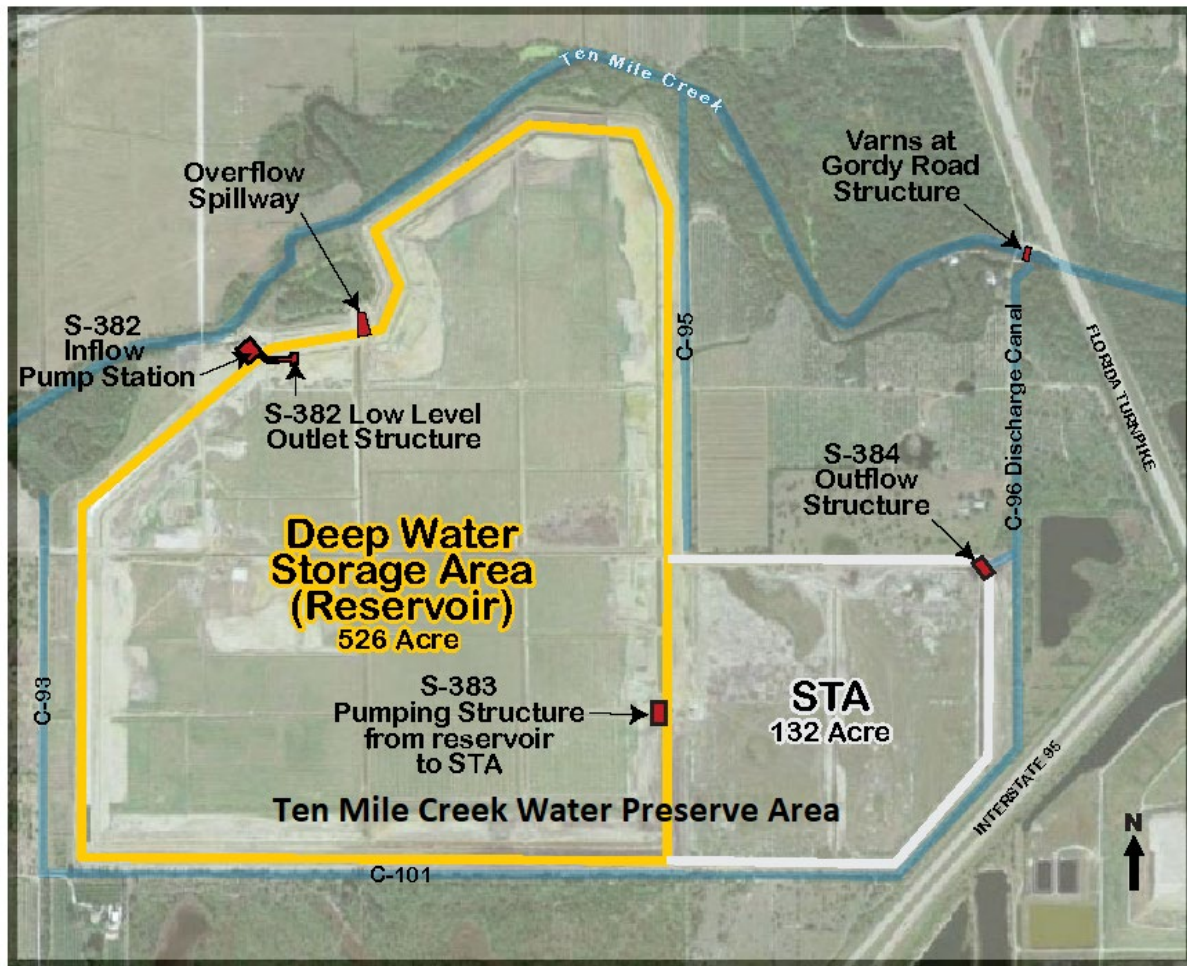 Ten Mile Creek
Varns at
Gordy Road
Structure
Overflow
Spillway
S-382
Inflow
Pump Station
S-382 Low Level
Outlet Structure
C-95
C-96 Discharge Canal
FLORIDA TURNPIKE
S-384
Outflow
Structure
Deep Water
Storage Area
(Reservoir)
526 Acre
C-93
S-383
Pumping Structure
from reservoir
to STA
STA
132 Acre
INTERSTATE 95
Ten Mile Creek Water Preserve Area
C-101
N